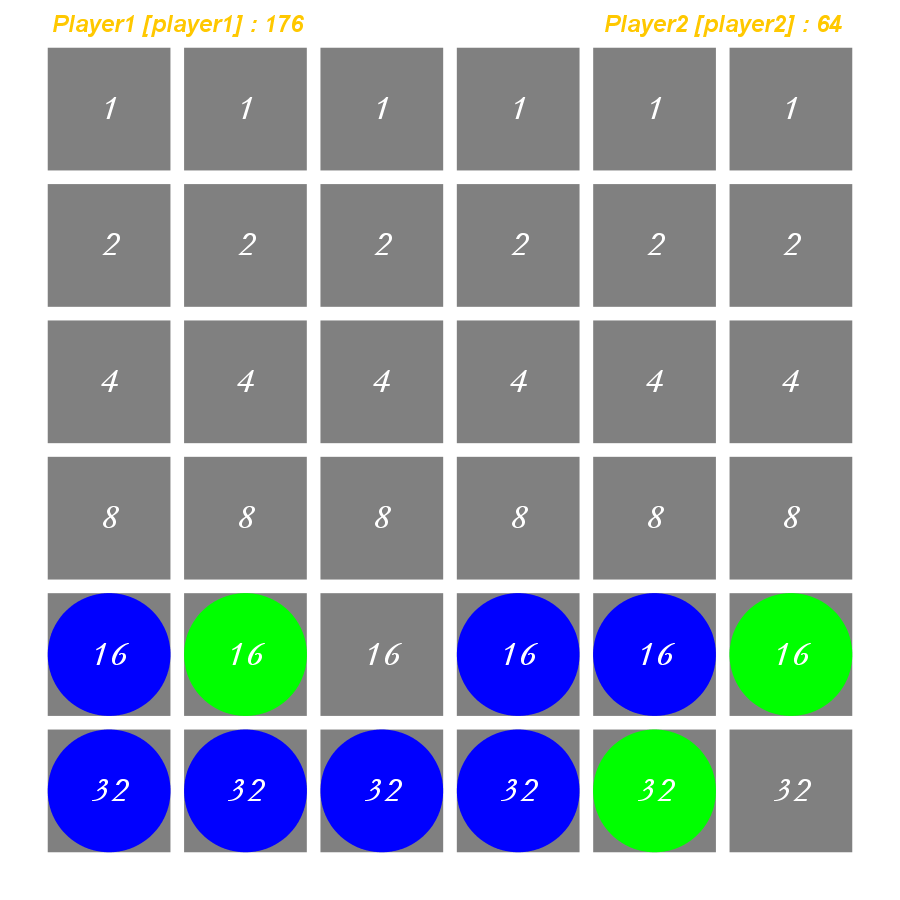 Player1 [player1] : 176 Player2 [player2] : 64
1 1 1 1 1 1
2 2 2 2 2 2
4 4 4 4 4 4
8 8 8 8 8 8
16 16 16 16 16 16
32 32 32 32 32 32